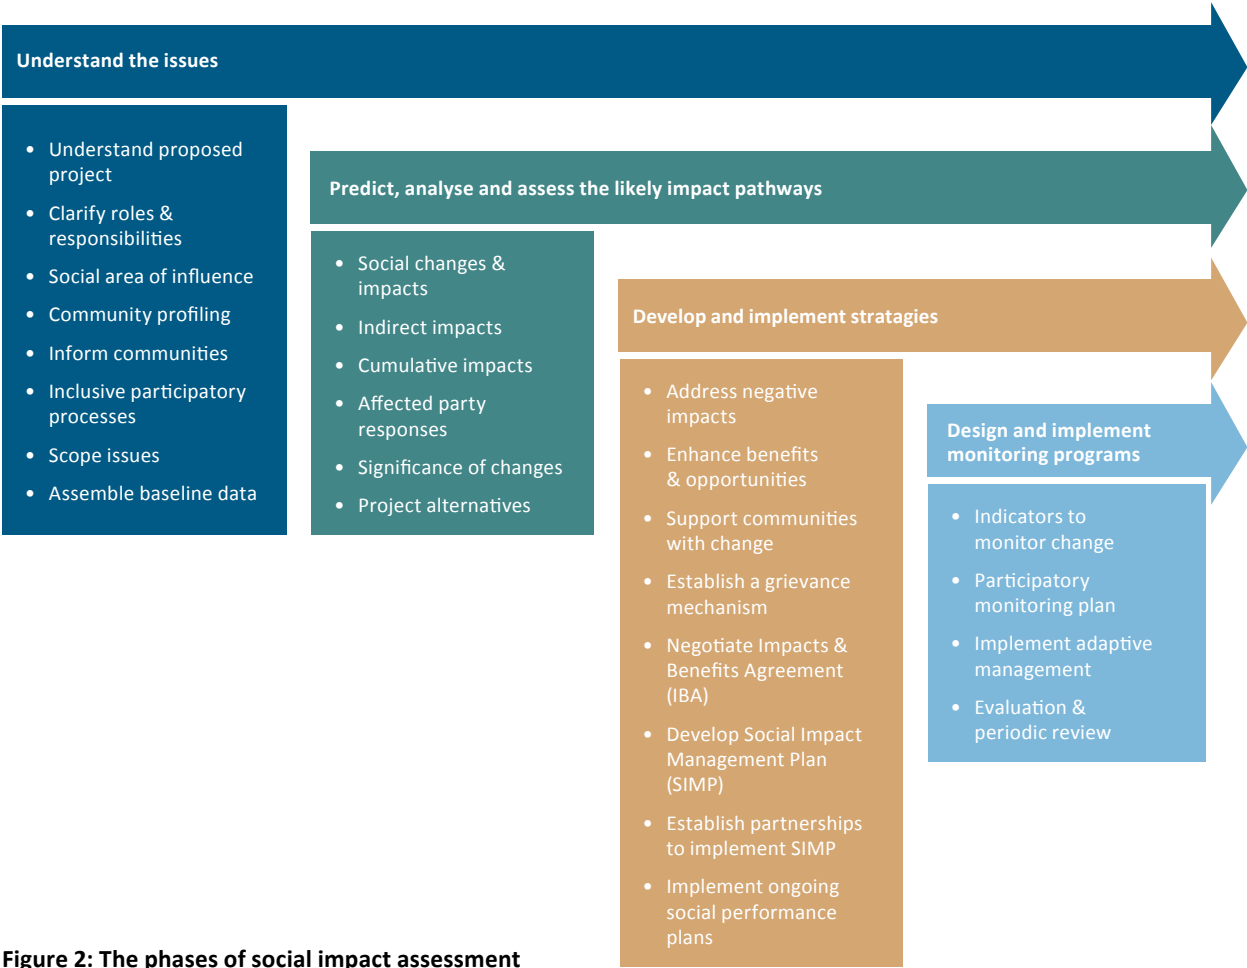 Understand the issues
• Understand proposed
project
• Clarify roles &
responsibilities
• Social area of influence
• Community profiling
• Inform communities
• Inclusive participatory
processes
• Scope issues
• Assemble baseline data
Predict, analyse and assess the likely impact pathways
• Social changes &
impacts
• Indirect impacts
• Cumulative impacts
• Affected party
responses
• Significance of changes
• Project alternatives
Develop and implement stratagies
• Address negative
impacts
• Enhance benefits
& opportunities
• Support communities
with change
• Establish a grievance
mechanism
• Negotiate Impacts &
Benefits Agreement
(IBA)
• Develop Social Impact
Management Plan
(SIMP)
• Establish partnerships
to implement SIMP
• Implement ongoing
social performance
plans
Design and implement
monitoring programs
• Indicators to
monitor change
• Participatory
monitoring plan
• Implement adaptive
management
• Evaluation &
periodic review
Figure 2: The phases of social impact assessment